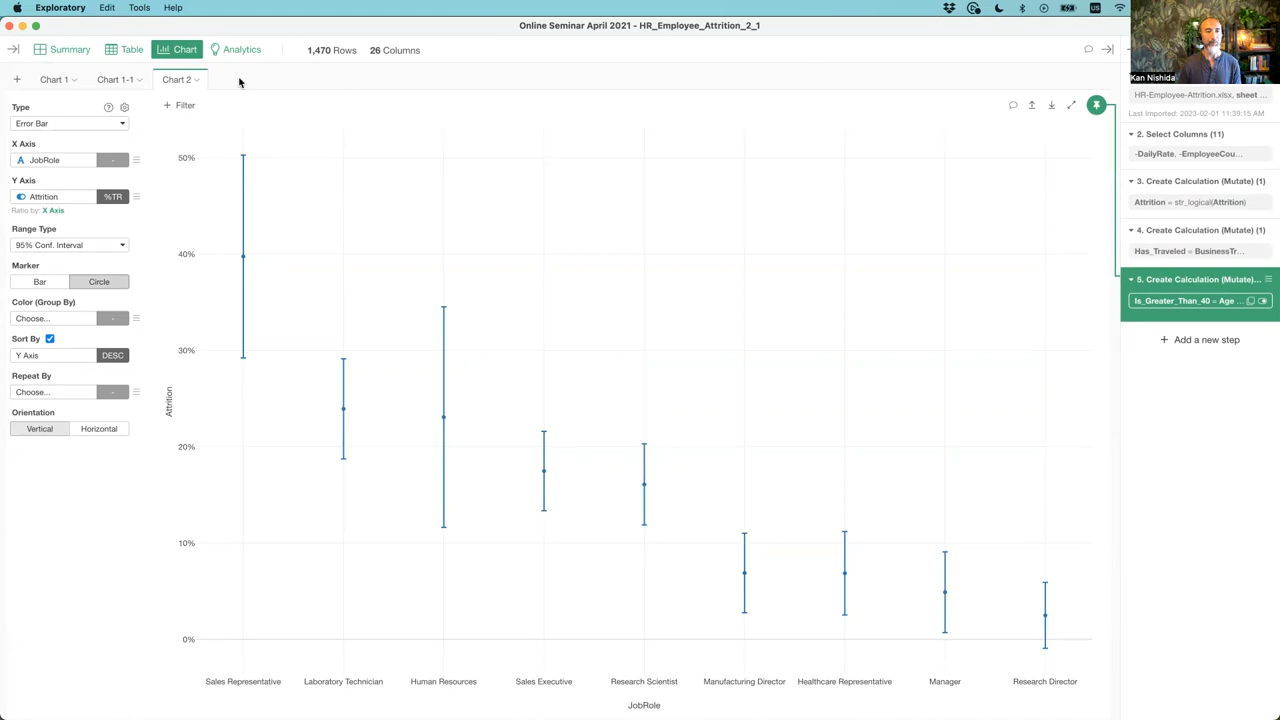 Exploratory Edit Tools Help
US
Online Seminar April 2021 - HR_Employee_Attrition_2_1
Summary Table Chart Analytics 1,470 Rows 26 Columns
Chart 1 Chart 1-1 Chart 2
Kan Nishida
Type
Error Bar
X Axis
A JobRole -
Y Axis
Attrition %TR
Ratio by: X Axis
Range Type
95% Conf. Interval
Marker
Bar Circle
Color (Group By)
Choose... -
Sort By
Y Axis DESC
Repeat By
Choose... -
Orientation
Vertical Horizontal
+ Filter
50%
40%
30%
20%
10%
0%
Attrition
Sales Representative Laboratory Technician Human Resources Sales Executive Research Scientist Manufacturing Director Healthcare Representative Manager Research Director
JobRole
HR-Employee-Attrition.xlsx, sheet ...
Last Imported: 2023-02-01 11:39:15 AM
2. Select Columns (11)
-DailyRate, -EmployeeCou...
3. Create Calculation (Mutate) (1)
Attrition = str_logical(Attrition)
4. Create Calculation (Mutate) (1)
Has_Traveled = BusinessTr...
5. Create Calculation (Mutate)...
Is_Greater_Than_40 = Age ...
+ Add a new step